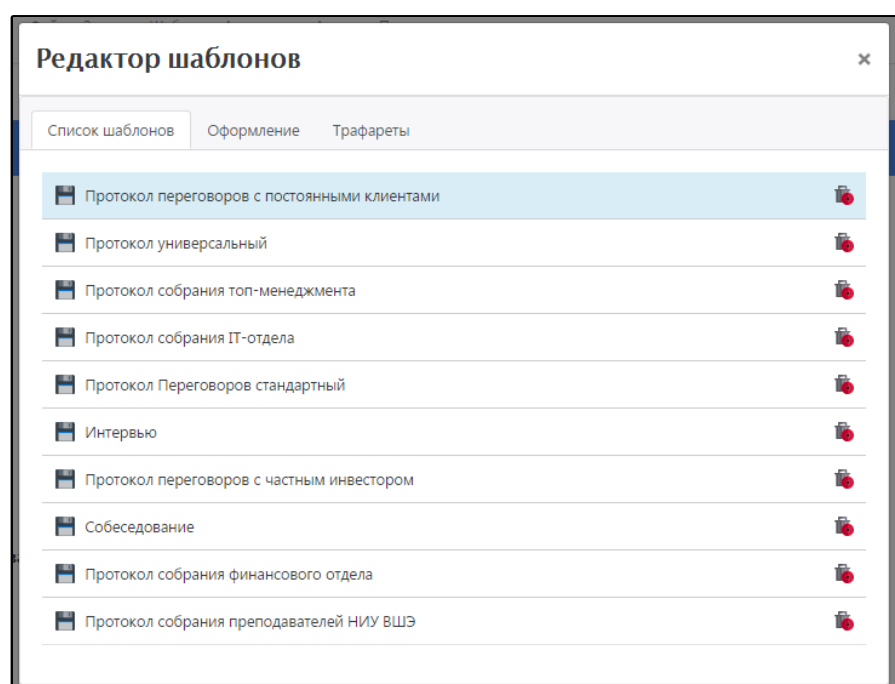 Редактор шаблонов
×
Список шаблонов Оформление Трафареты
Протокол переговоров с постоянными клиентами
Протокол универсальный
Протокол собрания топ-менеджмента
Протокол собрания IT-отдела
Протокол Переговоров стандартный
Интервью
Протокол переговоров с частным инвестором
Собеседование
Протокол собрания финансового отдела
Протокол собрания преподавателей НИУ ВШЭ